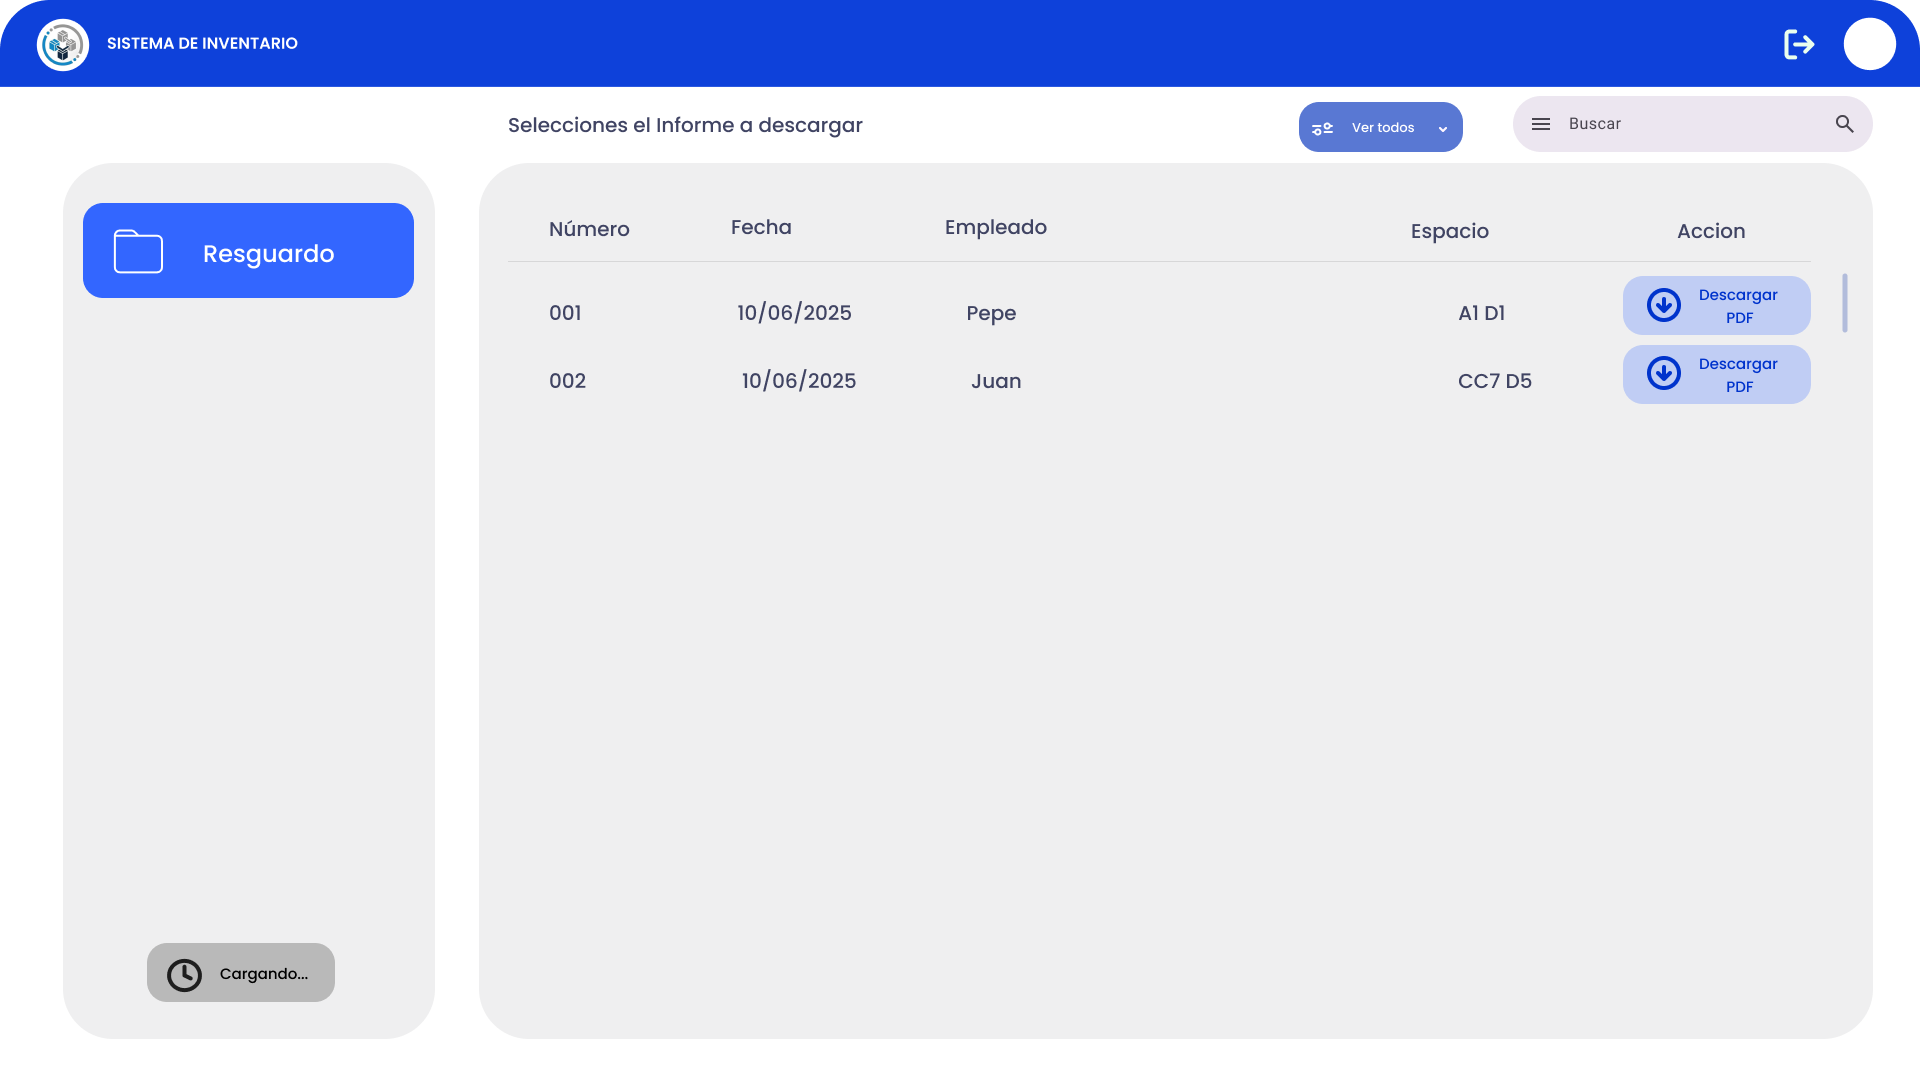 SISTEMA DE INVENTARIO
Selecciones el Informe a descargar
Ver todos
Buscar
Resguardo
Número Fecha Empleado Espacio Accion
001 10/06/2025 Pepe A1 D1 Descargar
PDF
002 10/06/2025 Juan CC7 D5 Descargar
PDF
Cargando...